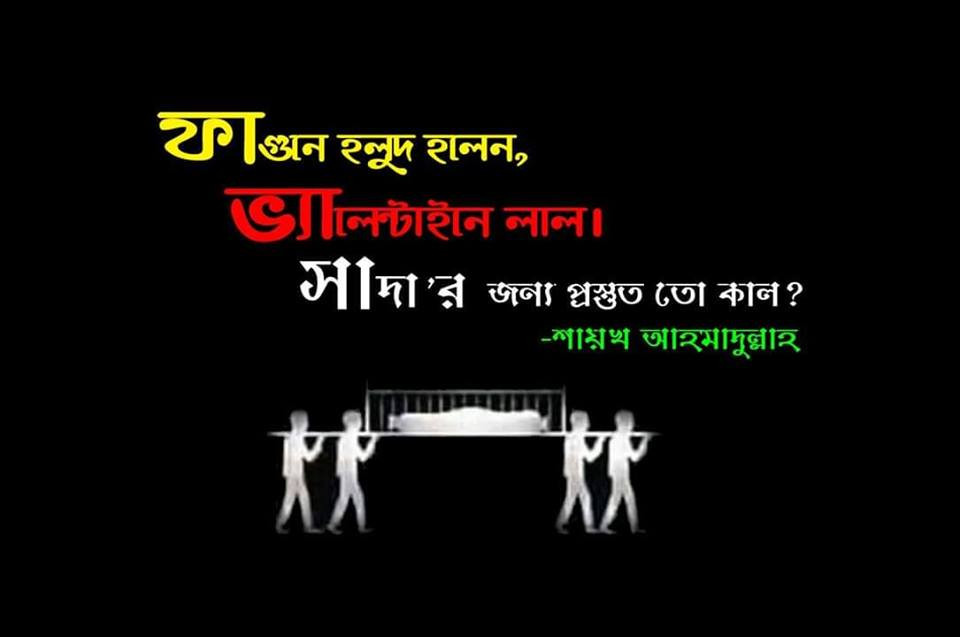 ফাগুনে হলুদ হলেন,
ভ্যালেন্টাইনে লাল।
সাদা'র জন্য প্রস্তুত তো কাল?
-শায়খ আহমাদুল্লাহ